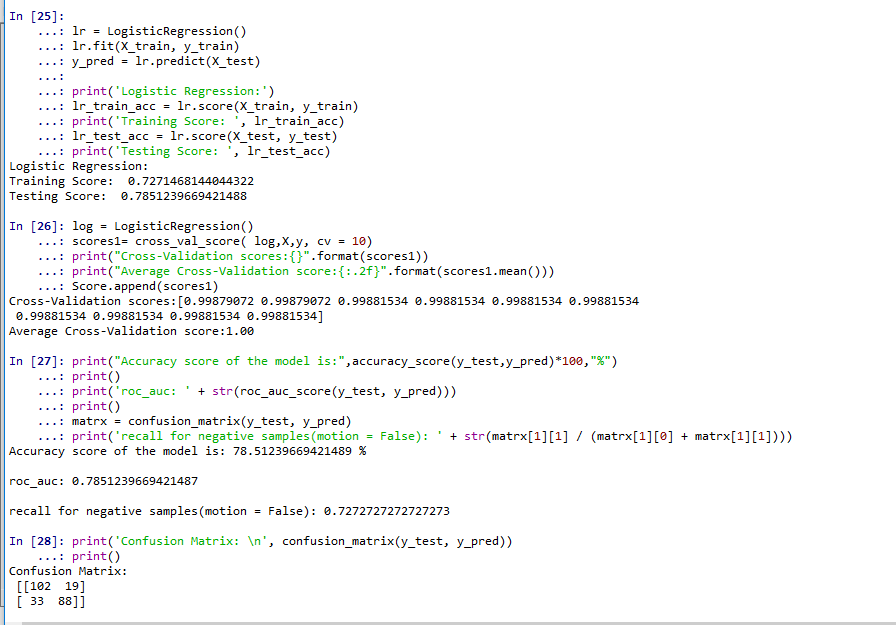 In [25]:
...: lr = LogisticRegression()
...: lr.fit(X_train, y_train)
...: y_pred = lr.predict(X_test)
...:
...: print('Logistic Regression:')
...: lr_train_acc = lr.score(X_train, y_train)
...: print('Training Score: ', lr_train_acc)
...: lr_test_acc = lr.score(X_test, y_test)
...: print('Testing Score: ', lr_test_acc)
Logistic Regression:
Training Score:  0.7271468144044322
Testing Score:  0.7851239669421488
In [26]: log = LogisticRegression()
...: scores1= cross_val_score( log,X,y, cv = 10)
...: print("Cross-Validation scores:{}".format(scores1))
...: print("Average Cross-Validation score:{:.2f}".format(scores1.mean()))
...: Score.append(scores1)
Cross-Validation scores:[0.99879072 0.99879072 0.99881534 0.99881534 0.99881534 0.99881534
0.99881534 0.99881534 0.99881534 0.99881534]
Average Cross-Validation score:1.00
In [27]: print("Accuracy score of the model is:",accuracy_score(y_test,y_pred)*100,"%")
...: print()
...: print('roc_auc: ' + str(roc_auc_score(y_test, y_pred)))
...: print()
...: matrx = confusion_matrix(y_test, y_pred)
...: print('recall for negative samples(motion = False): ' + str(matrx[1][1] / (matrx[1][0] + matrx[1][1])))
Accuracy score of the model is: 78.51239669421489 %
roc_auc: 0.7851239669421487
recall for negative samples(motion = False): 0.7272727272727273
In [28]: print('Confusion Matrix: \n', confusion_matrix(y_test, y_pred))
...: print()
Confusion Matrix:
[[102  19]
[ 33  88]]